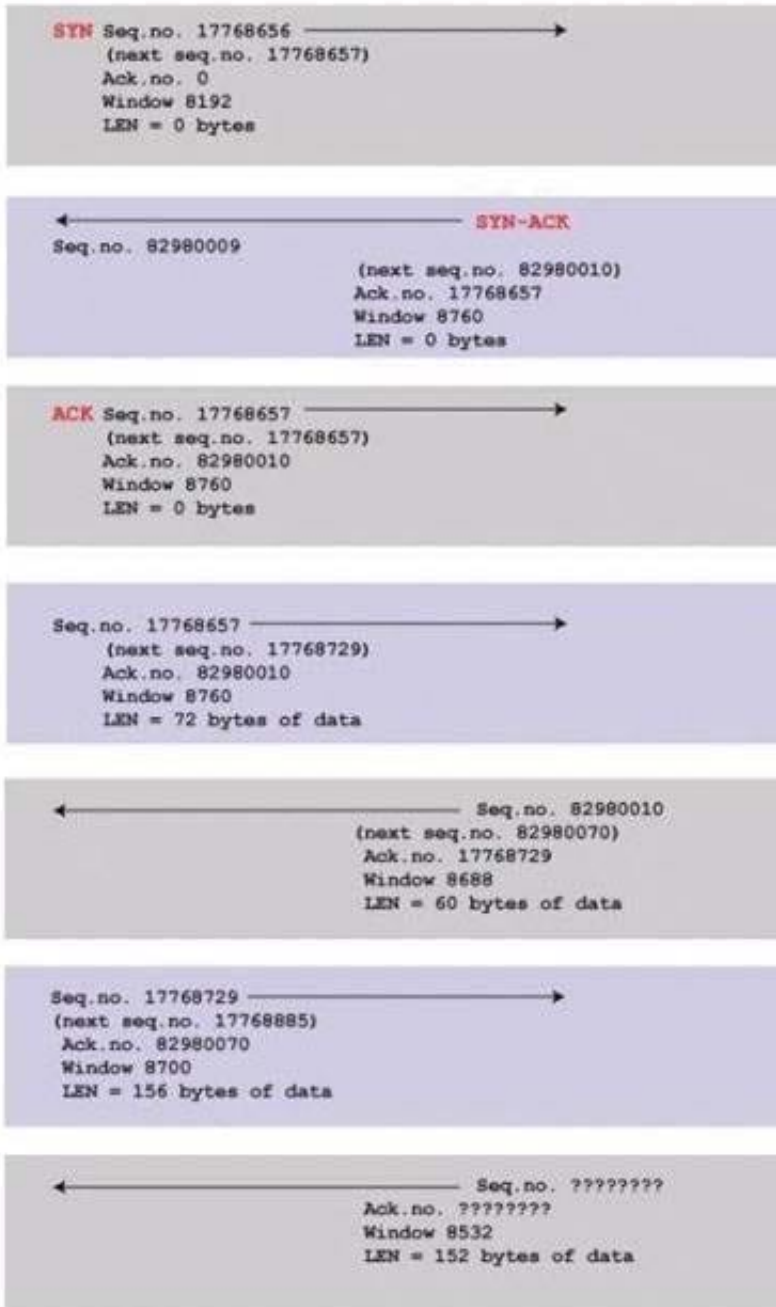 SYN Seq.no. 17768656
(next seq.no. 17768657)
Ack.no. 0
Window 8192
LEN = 0 bytes
SYN-ACK
Seq.no. 82980009
(next seq.no. 82980010)
Ack.no. 17768657
Window 8760
LEN = 0 bytes
ACK Seq.no. 17768657
(next seq.no. 17768657)
Ack.no. 82980010
Window 8760
LEN = 0 bytes
Seq.no. 17768657
(next seq.no. 17768729)
Ack.no. 82980010
Window 8760
LEN = 72 bytes of data
Seq.no. 82980010
(next seq.no. 82980070)
Ack.no. 17768729
Window 8688
LEN = 60 bytes of data
Seq.no. 17768729
(next seq.no. 17768885)
Ack.no. 82980070
Window 8700
LEN = 156 bytes of data
Seq.no. ????????
Ack.no. ????????
Window 8532
LEN = 152 bytes of data